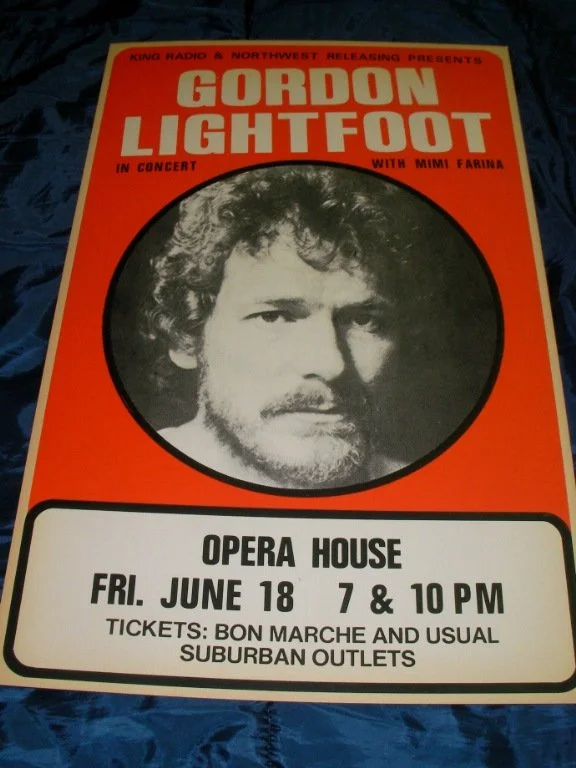 KING RADIO & NORTHWEST RELEASING PRESENTS
GORDON
LIGHTFOOT
IN CONCERT WITH MIMI FARINA
OPERA HOUSE
FRI. JUNE 18 7 & 10 PM
TICKETS: BON MARCHE AND USUAL
SUBURBAN OUTLETS